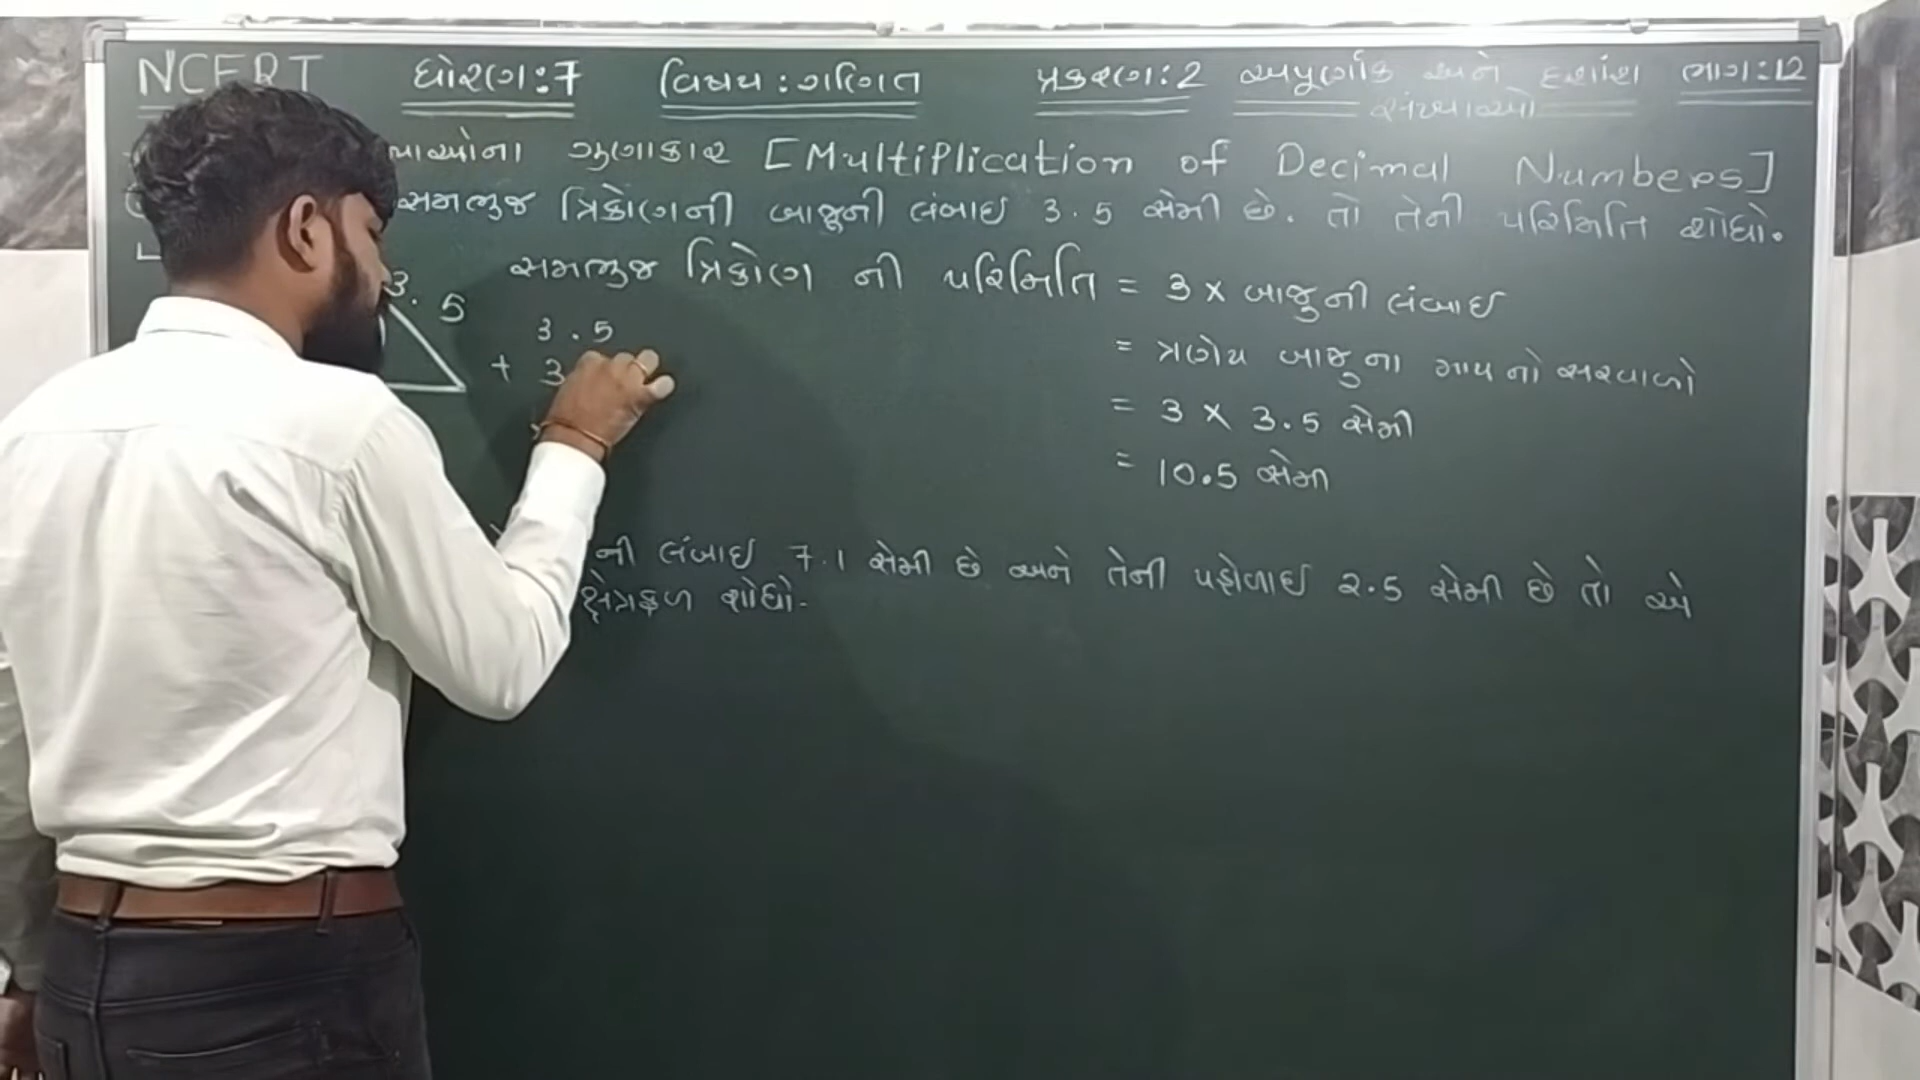 NCERT ધોરણ:7 વિષય : ગણિત પ્રકરણ:2 અપૂર્ણાંક અને દશાંશ ભાગ:12
સંખ્યાઓ
ગુણાકાર [Multiplication of Decimal Numbers]
સમભુજ ત્રિકોણની બાજુની લંબાઇ 3.5 સેમી છે. તો તેની પરિમિતિ શોધો.
સમભુજ ત્રિકોણ ની પરિમિતિ = 3 × બાજુની લંબાઇ
3.5
3.5
+ 3
= ત્રણેય બાજુના માપનો સરવાળો
= 3 × 3.5 સેમી
= 10.5 સેમી
ની લંબાઇ 7.1 સેમી છે અને તેની પહોળાઇ 2.5 સેમી છે તો એ
ક્ષેત્રફળ શોધો.